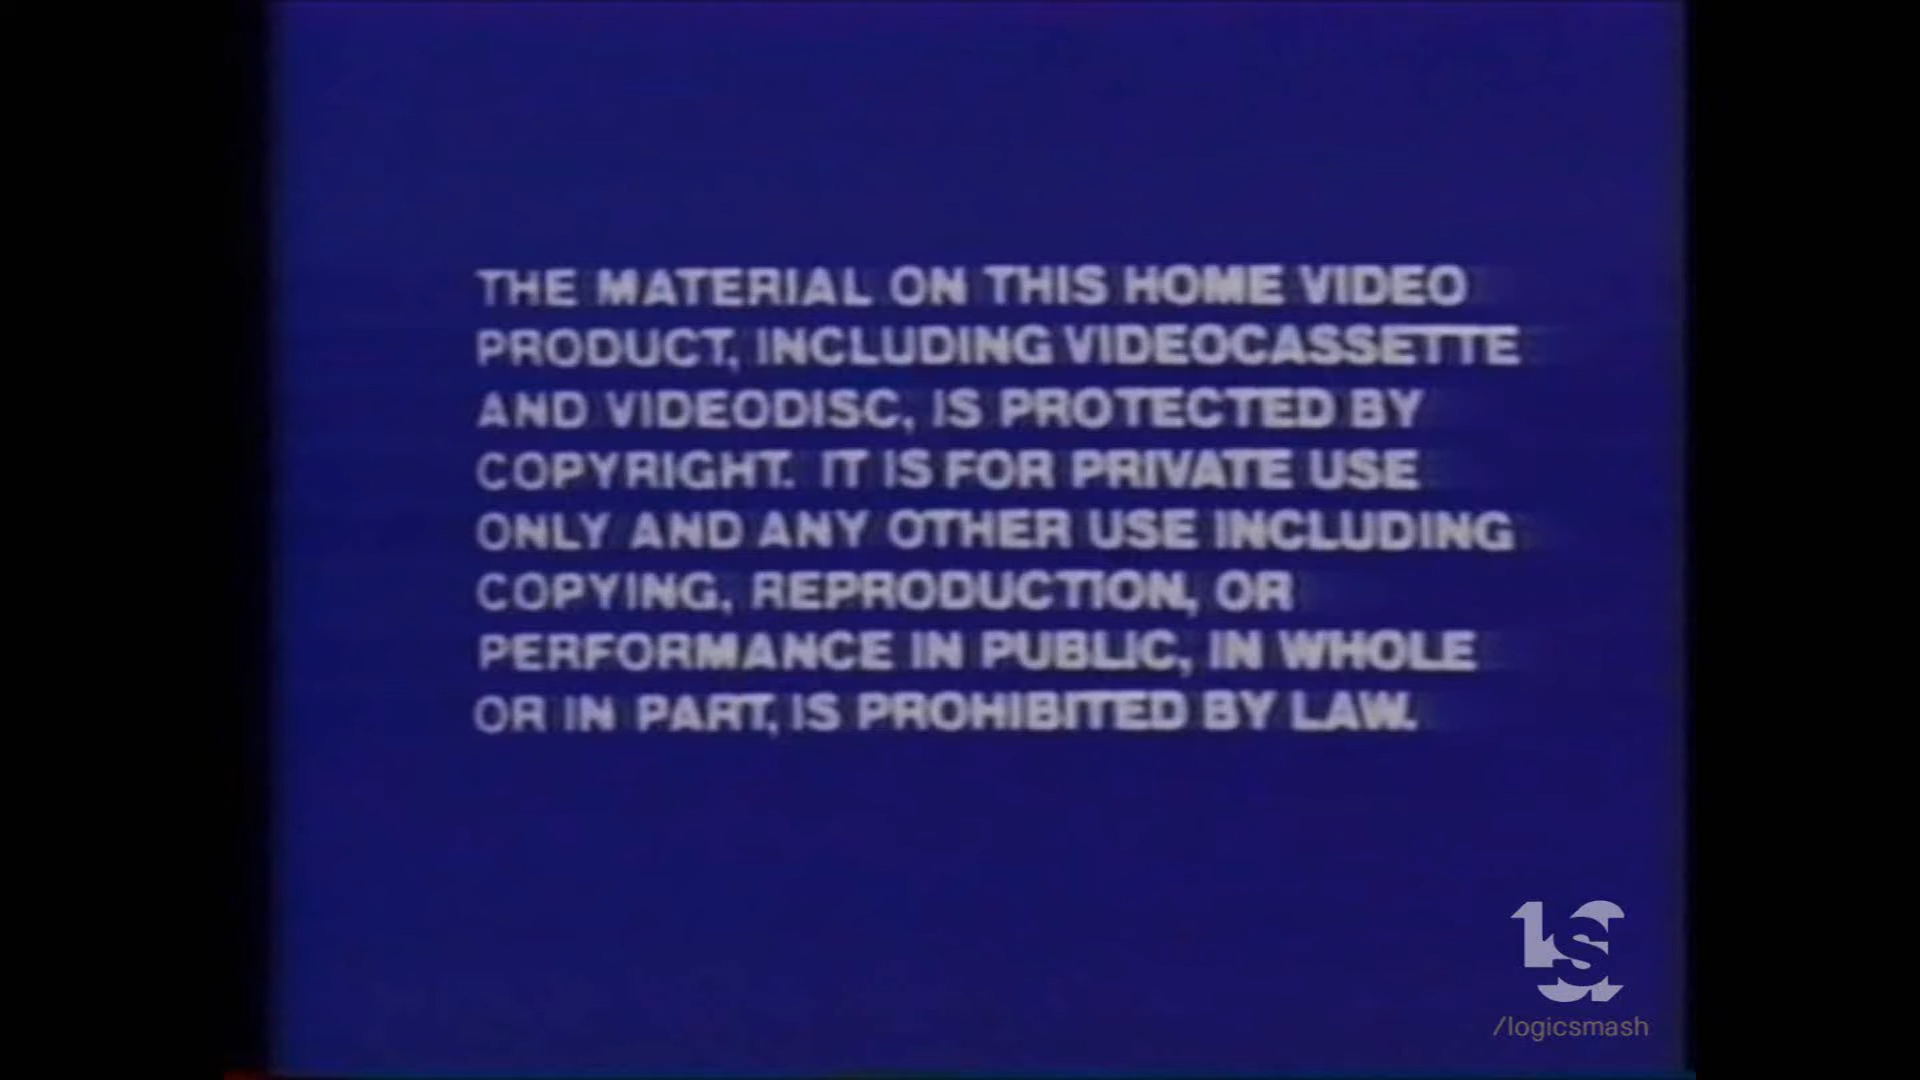 THE MATERIAL ON THIS HOME VIDEO
PRODUCT, INCLUDING VIDEOCASSETTE
AND VIDEODISC, IS PROTECTED BY
COPYRIGHT. IT IS FOR PRIVATE USE
ONLY AND ANY OTHER USE INCLUDING
COPYING, REPRODUCTION, OR
PERFORMANCE IN PUBLIC, IN WHOLE
OR IN PART, IS PROHIBITED BY LAW.
LS
/logicsmash